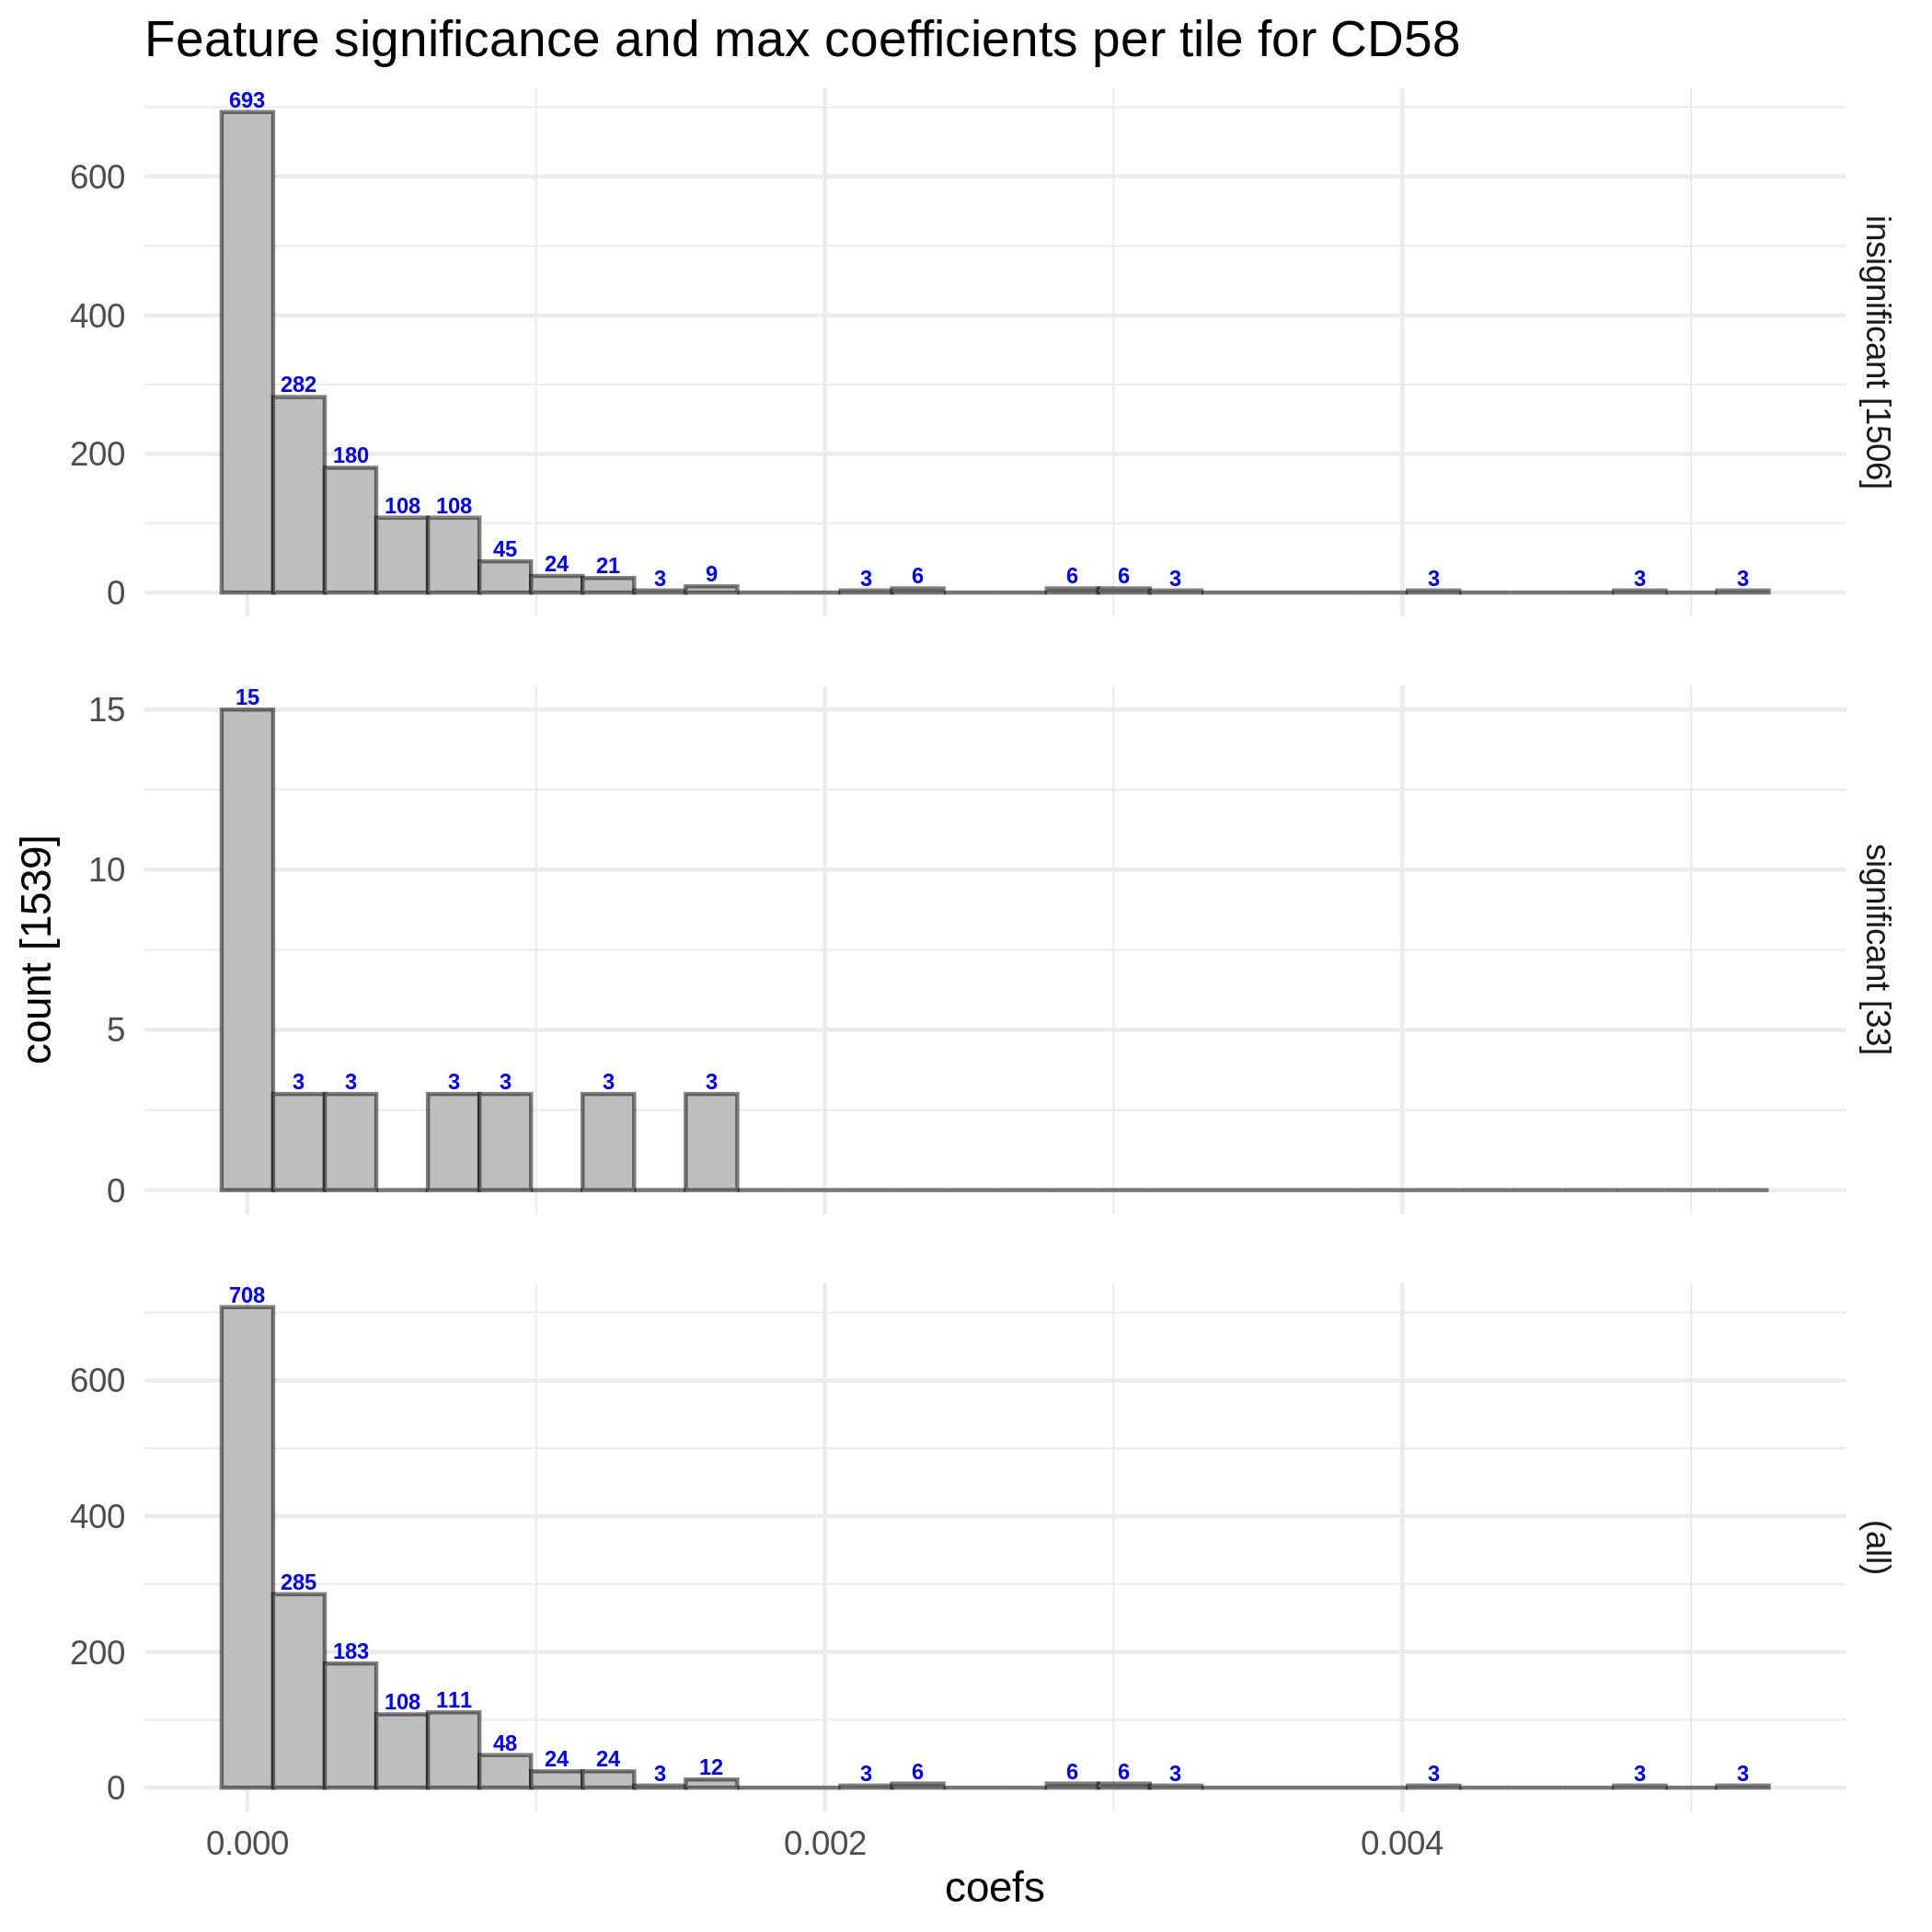 Feature significance and max coefficients per tile for CD58
693
600
282
400
180
200
108 108
45
24 21
3 9 3 6 6 6 3 3 3 3
0
insignificant [1506]
15
15
10
5
3 3 3 3 3 3
0
significant [33]
count [1539]
708
600
400
285
200
183
108 111
48
24 24
3 12 3 6 6 6 3 3 3 3
0
(all)
0.000 0.002 0.004
coefs